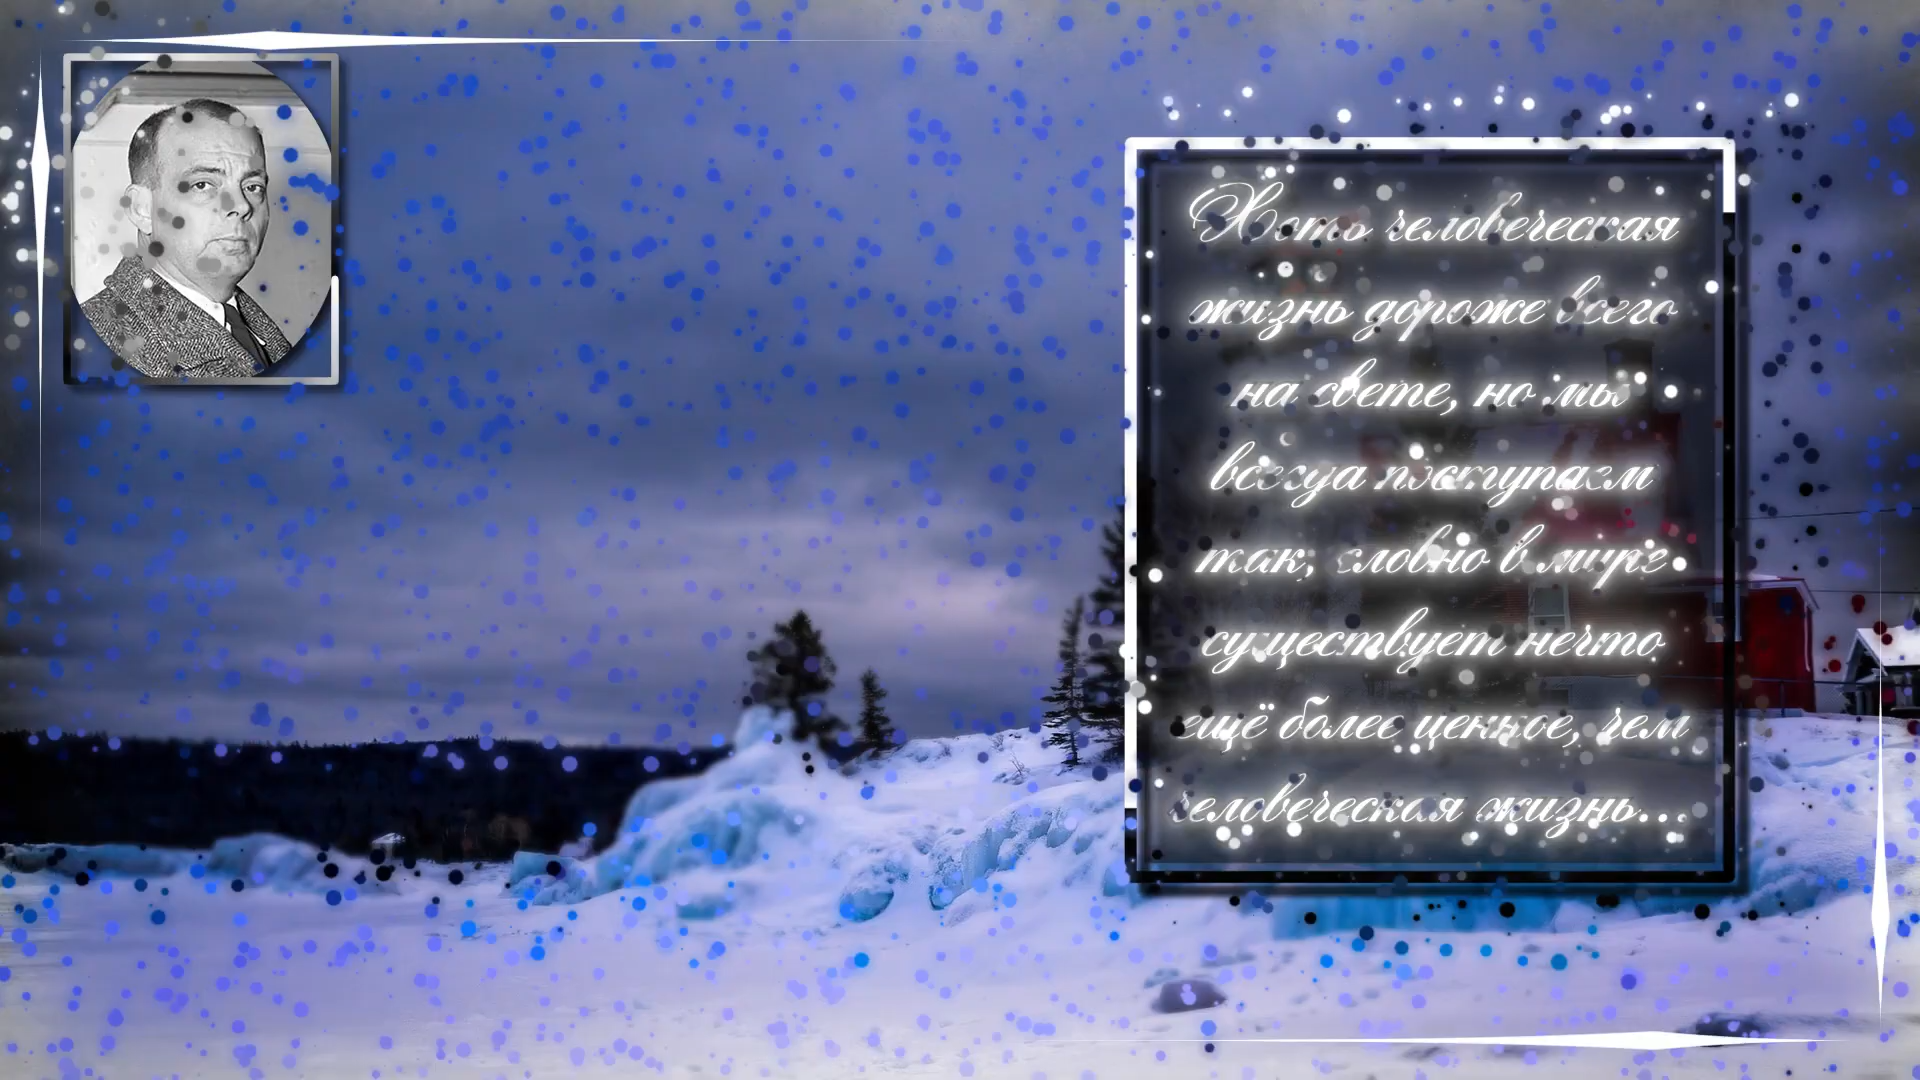 Хоть человеческая
жизнь дороже всего
на свете, но мы
всегда поступаем
так, словно в мире
существует нечто
ещё более ценное, чем
человеческая жизнь...